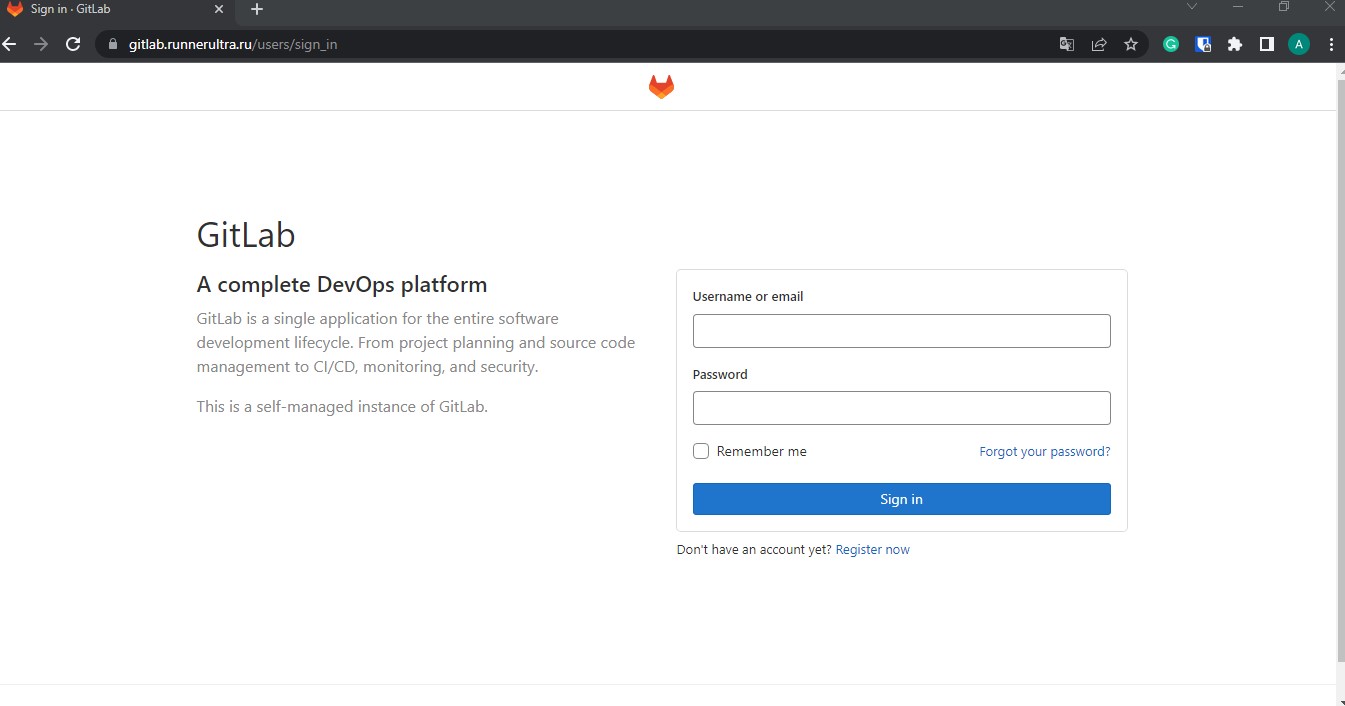 Sign in · GitLab
gitlab.runnerultra.ru/users/sign_in
A
GitLab
A complete DevOps platform
GitLab is a single application for the entire software
development lifecycle. From project planning and source code
management to CI/CD, monitoring, and security.
This is a self-managed instance of GitLab.
Username or email
Password
Remember me
Forgot your password?
Sign in
Don't have an account yet? Register now